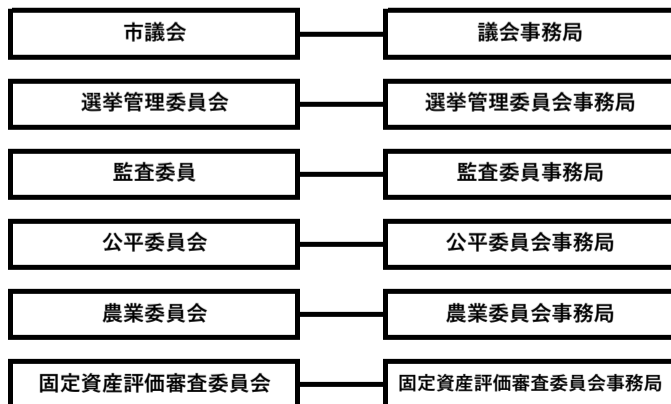 市議会 議会事務局
選挙管理委員会 選挙管理委員会事務局
監査委員 監査委員事務局
公平委員会 公平委員会事務局
農業委員会 農業委員会事務局
固定資産評価審査委員会 固定資産評価審査委員会事務局